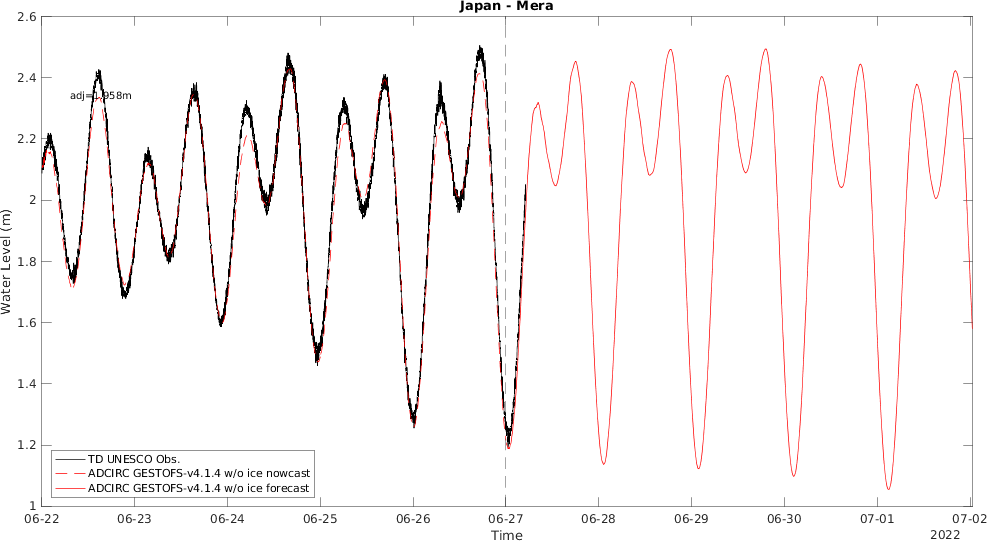 Japan - Mera
2.6
2.4
2.2
2
1.8
1.6
1.4
1.2
1
Water Level (m)
adj=1.958m
TD UNESCO Obs.
ADCIRC GESTOFS-v4.1.4 w/o ice nowcast
ADCIRC GESTOFS-v4.1.4 w/o ice forecast
06-22 06-23 06-24 06-25 06-26 06-27 06-28 06-29 06-30 07-01 07-02
Time
2022